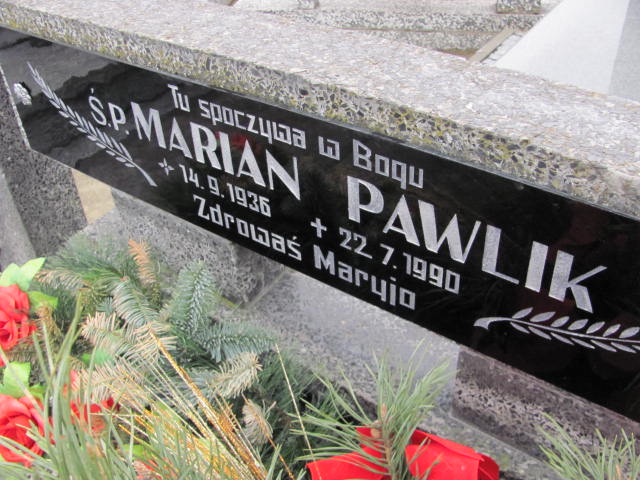 Tu spoczywa w Bogu
Ś.P. MARIAN PAWLIK
✢ 14. 9. 1936 ✢ 22. 7. 1990
Zdrowaś Maryjo